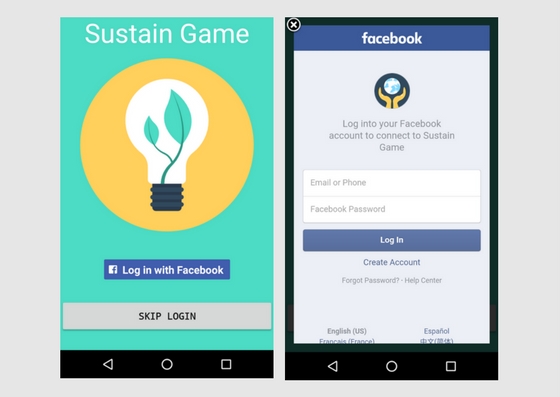 Sustain Game
Log in with Facebook
SKIP LOGIN
facebook
Log into your Facebook
account to connect to Sustain
Game
Email or Phone
Facebook Password
Log In
Create Account
Forgot Password? · Help Center
English (US)
Español
Français (France)
中文(简体)